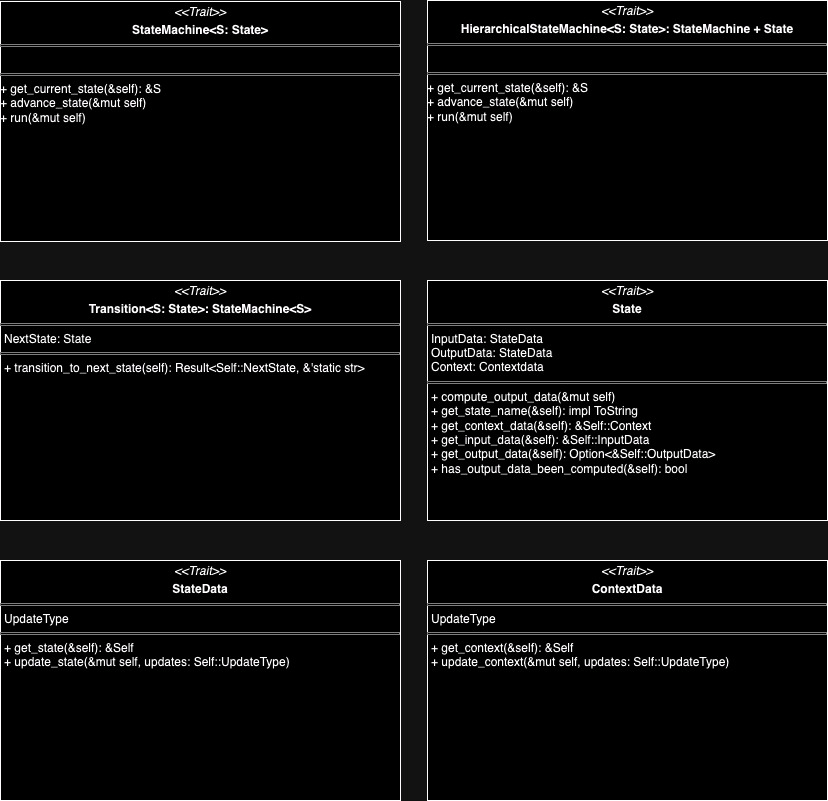 <<Trait>>
StateMachine<S: State>
+ get_current_state(&self): &S
+ advance_state(&mut self)
+ run(&mut self)
<<Trait>>
HierarchicalStateMachine<S: State>: StateMachine + State
+ get_current_state(&self): &S
+ advance_state(&mut self)
+ run(&mut self)
<<Trait>>
Transition<S: State>: StateMachine<S>
NextState: State
+ transition_to_next_state(self): Result<Self::NextState, &'static str>
<<Trait>>
State
InputData: StateData
OutputData: StateData
Context: Contextdata
+ compute_output_data(&mut self)
+ get_state_name(&self): impl ToString
+ get_context_data(&self): &Self::Context
+ get_input_data(&self): &Self::InputData
+ get_output_data(&self): Option<&Self::OutputData>
+ has_output_data_been_computed(&self): bool
<<Trait>>
StateData
UpdateType
+ get_state(&self): &Self
+ update_state(&mut self, updates: Self::UpdateType)
<<Trait>>
ContextData
UpdateType
+ get_context(&self): &Self
+ update_context(&mut self, updates: Self::UpdateType)